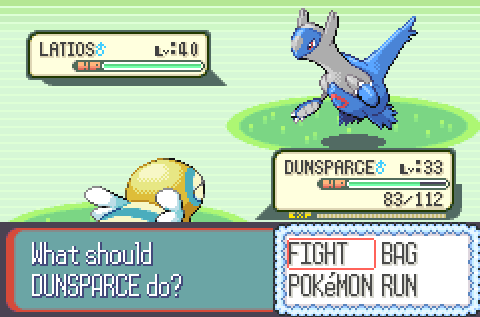 LATIOS♂ Lv:40
HP
DUNSPARCE♂ Lv:33
HP
83/112
EXP
What should
DUNSPARCE do?
FIGHT BAG
POKéMON RUN